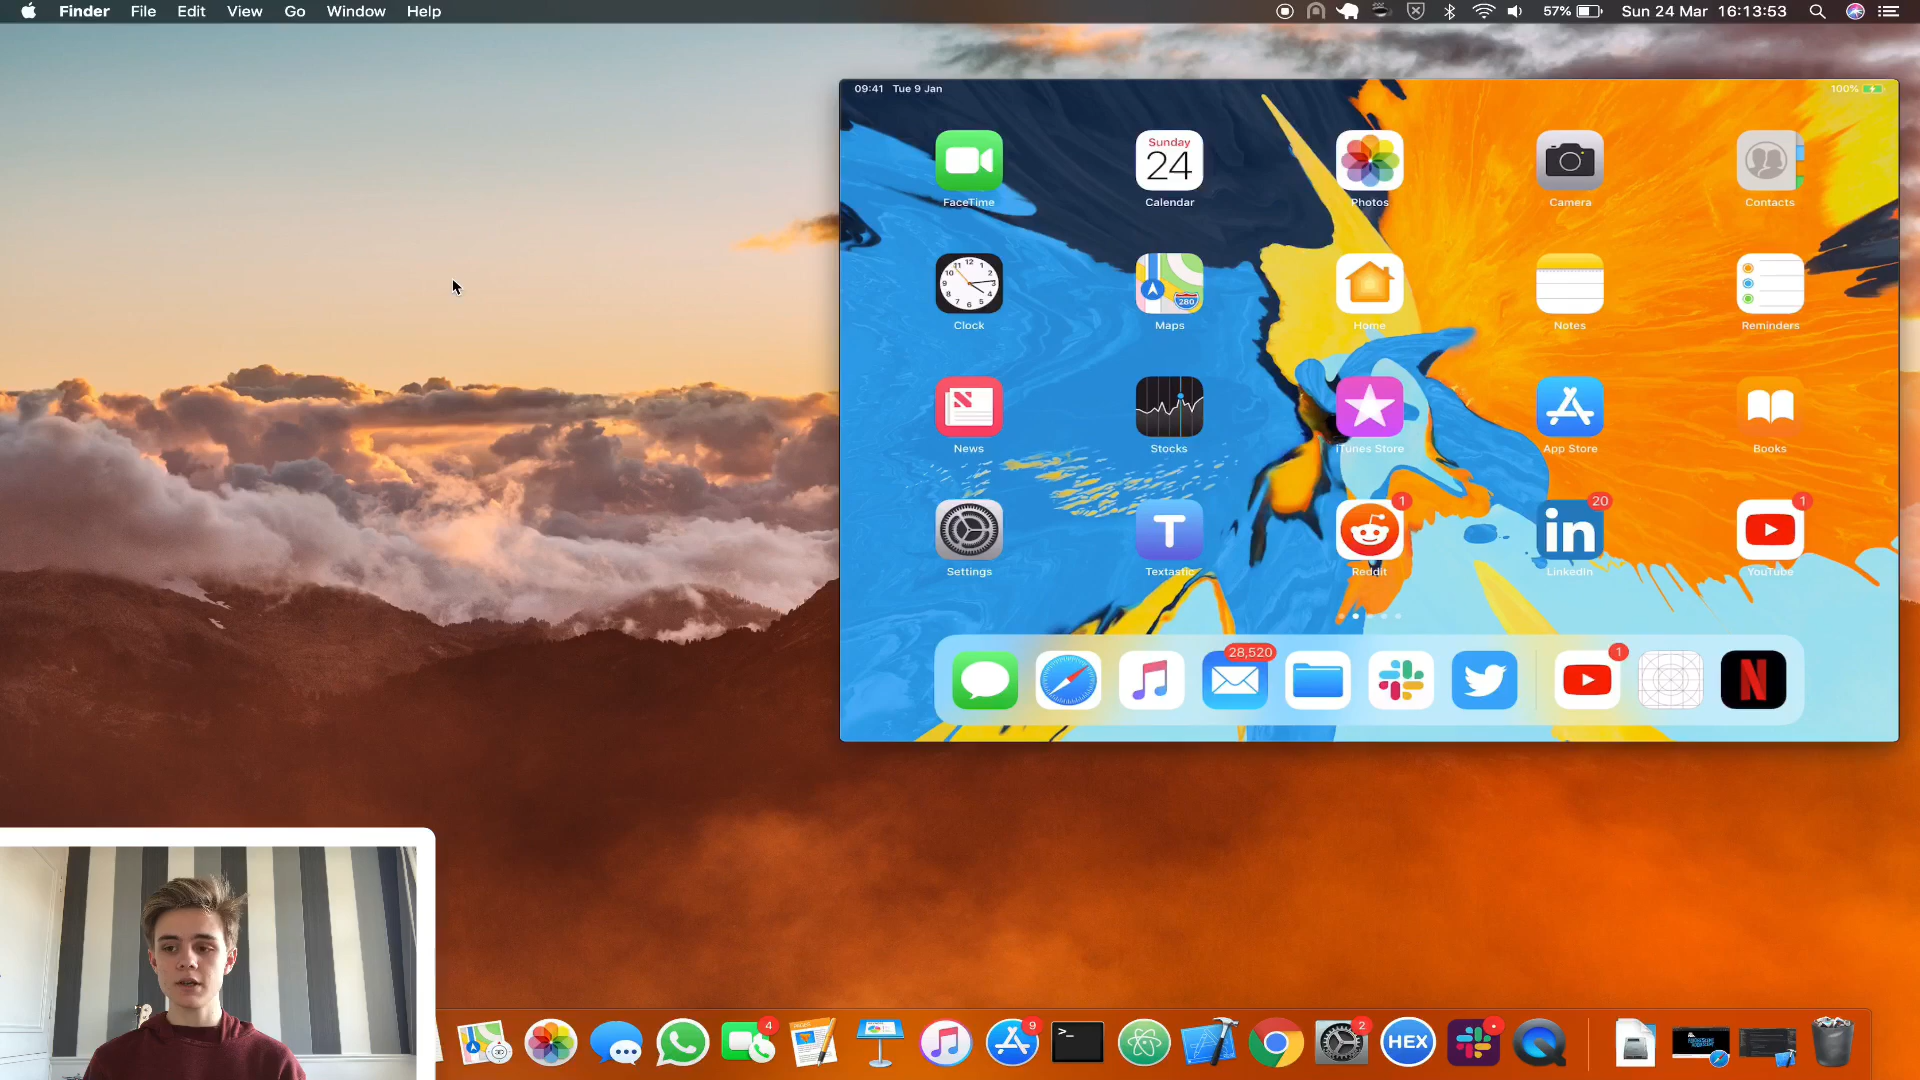 Finder File Edit View Go Window Help 57% Sun 24 Mar 16:13:53
09:41 Tue 9 Jan 100%
Sunday
24
FaceTime Calendar Photos Camera Contacts
280
Clock Maps Home Notes Reminders
News Stocks iTunes Store App Store Books
1 20 1
T in
Settings Textastic Reddit LinkedIn YouTube
28,520 1
N
4 9 >_ 2 HEX